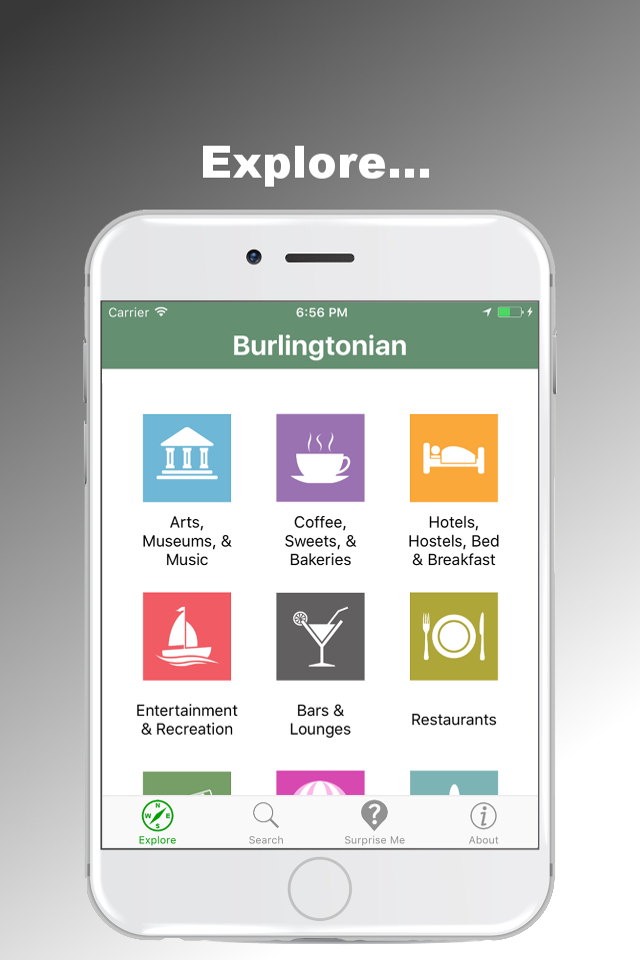 Explore...
Carrier 6:56 PM
Burlingtonian
Arts,
Museums, &
Music
Coffee,
Sweets, &
Bakeries
Hotels,
Hostels, Bed
& Breakfast
Entertainment
& Recreation
Bars &
Lounges
Restaurants
N
W E
S
Explore
Search
?
Surprise Me
i
About